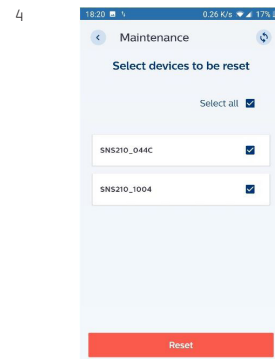 4
18:20 0.26 K/s 17%
Maintenance
Select devices to be reset
Select all
SNS210_044C
SNS210_1004
Reset